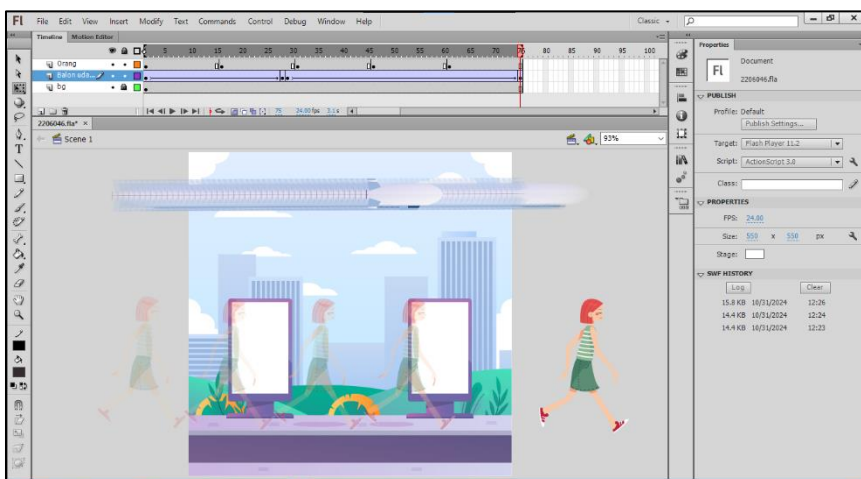 Fl File Edit View Insert Modify Text Commands Control Debug Window Help Classic
Timeline Motion Editor
5 10 15 20 25 30 35 40 45 50 55 60 65 70 75 80 85 90 95 100
Orang
Balon uda...
bg
75 24.00 fps 3.1 s
2206046.fla* ×
Scene 1 93%
Properties
Fl Document
2206046.fla
PUBLISH
Profile: Default
Publish Settings...
Target: Flash Player 11.2
Script: ActionScript 3.0
Class:
PROPERTIES
FPS: 24.00
Size: 550 x 550 px
Stage:
SWF HISTORY
Log Clear
15.8 KB 10/31/2024 12:26
14.4 KB 10/31/2024 12:24
14.4 KB 10/31/2024 12:23